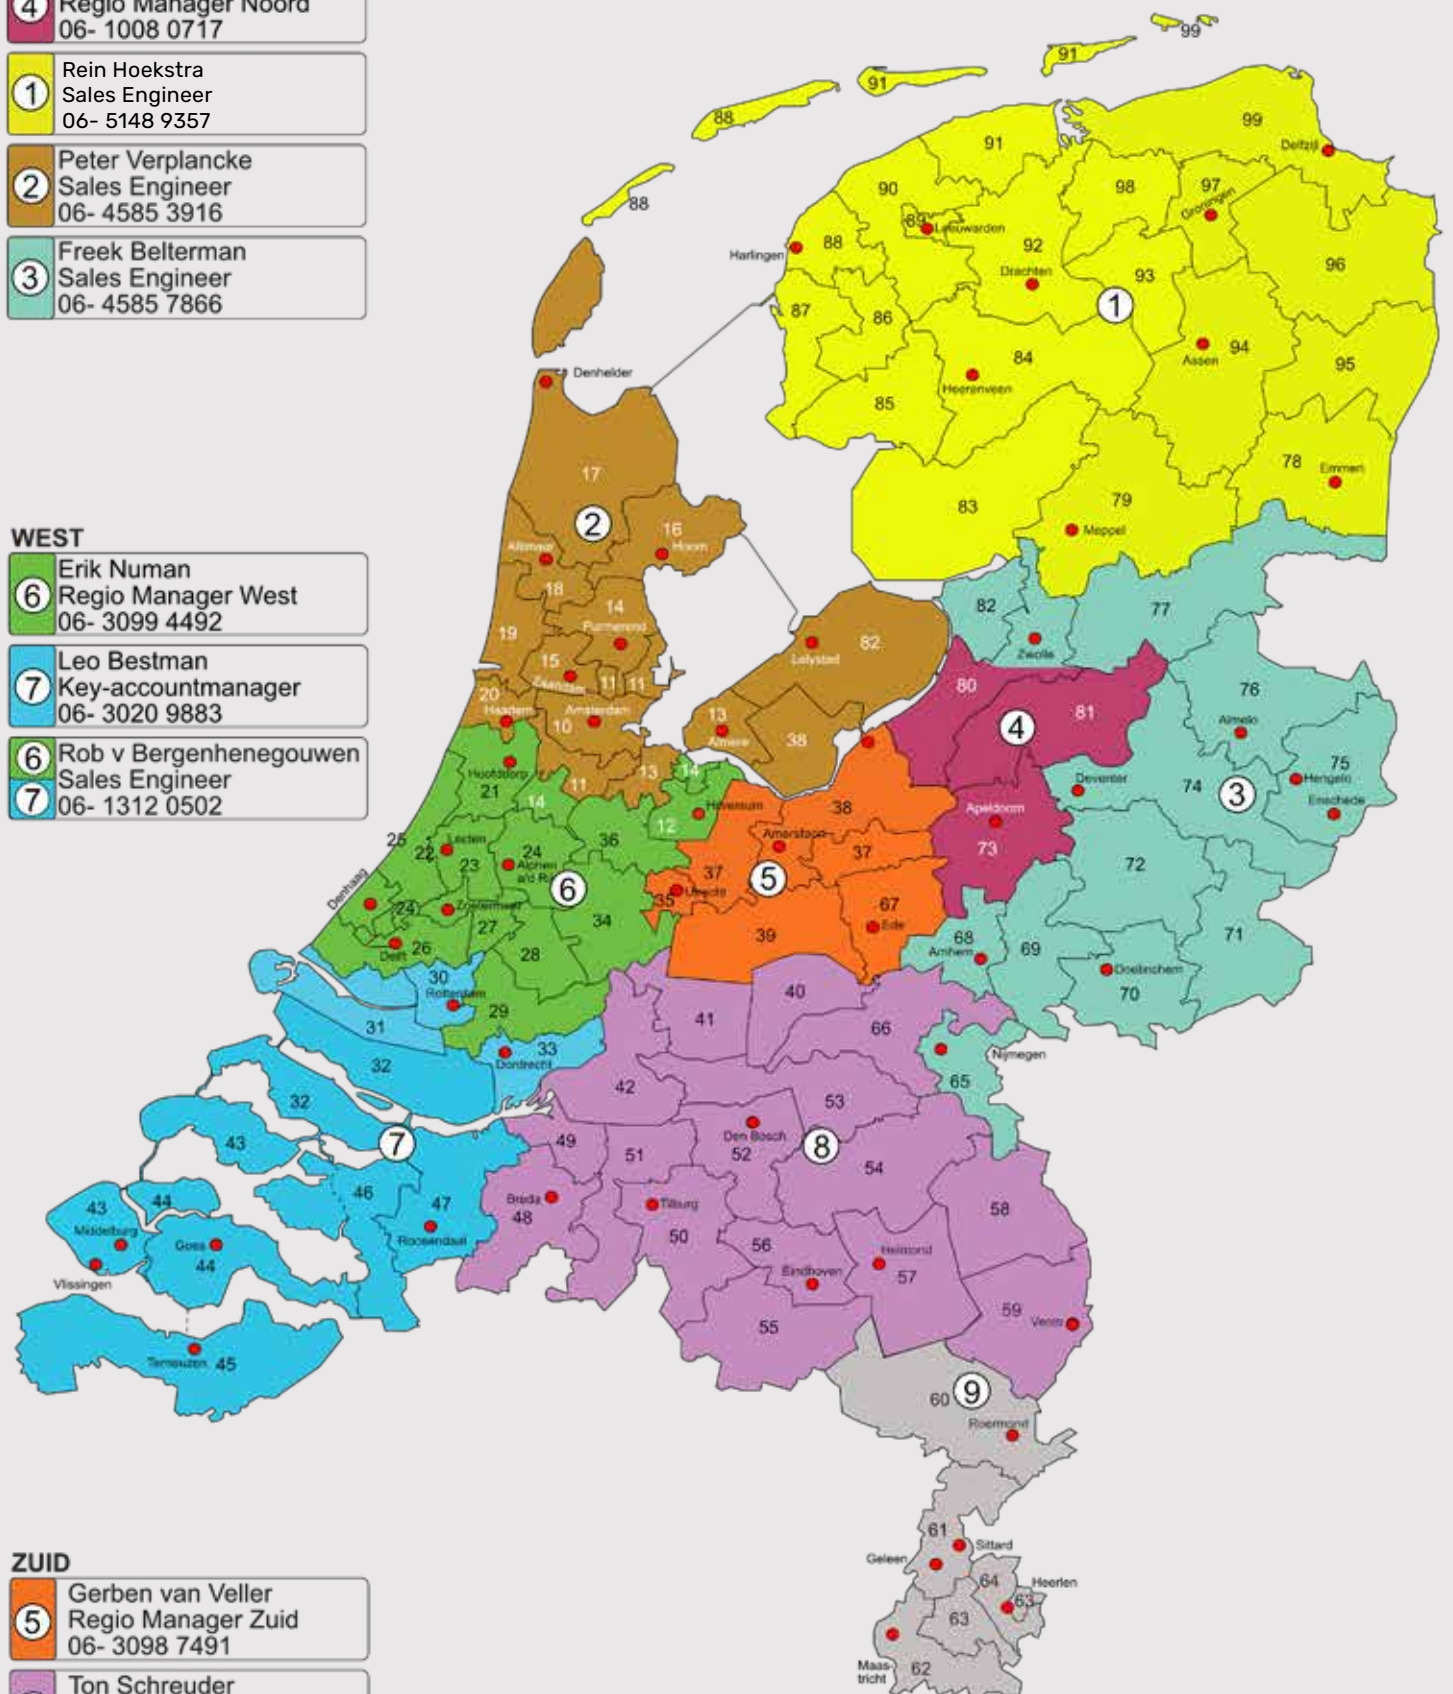 4 Regio Manager Noord
06- 1008 0717
1 Rein Hoekstra
Sales Engineer
06- 5148 9357
2 Peter Verplancke
Sales Engineer
06- 4585 3916
3 Freek Belterman
Sales Engineer
06- 4585 7866
WEST
6 Erik Numan
Regio Manager West
06- 3099 4492
7 Leo Bestman
Key-accountmanager
06- 3020 9883
6 Rob v Bergenhenegouwen
7 Sales Engineer
06- 1312 0502
ZUID
5 Gerben van Veller
Regio Manager Zuid
06- 3098 7491
Ton Schreuder
99
91
91
88
88
99
Delfzijl
91
90
98
97
Groningen
89
Leeuwarden
Harlingen
88
92
96
Drachten
93
87
86
1
84
Assen
94
95
Heerenveen
85
Denhelder
17
78
Emmen
83
79
Meppel
2
16
Hoorn
Alkmaar
18
14
Purmerend
82
77
19
Zwolle
15
Zaandam
11
11
Lelystad
82
80
81
76
20
Haarlem
10
Amsterdam
13
Almere
38
4
Almelo
75
Hengelo
Enschede
Hoofddorp
21
14
11
13
14
Hilversum
12
38
Deventer
74
3
Apeldoorn
73
25
22
Leiden
23
24
Alphen
a/d Rijn
36
6
Amersfoort
37
37
5
72
Denhaag
24
Zoetermeer
27
34
35
Utrecht
67
Ede
39
68
Arnhem
69
71
Delft
26
28
Doetinchem
70
30
Rotterdam
29
31
40
41
66
33
Dordrecht
32
Nijmegen
65
42
32
53
43
7
49
51
Den Bosch
52
8
54
46
47
Roosendaal
Breda
48
Tilburg
50
58
43
Middelburg
44
Goes
44
Vlissingen
56
Eindhoven
Helmond
57
55
59
Venlo
Terneuzen
45
60
9
Roermond
61
Sittard
Geleen
64
Heerlen
63
63
Maas-
tricht
62